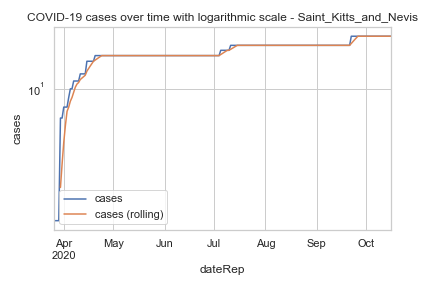 COVID-19 cases over time with logarithmic scale - Saint_Kitts_and_Nevis
10¹
cases
cases
cases (rolling)
Apr May Jun Jul Aug Sep Oct
2020
dateRep